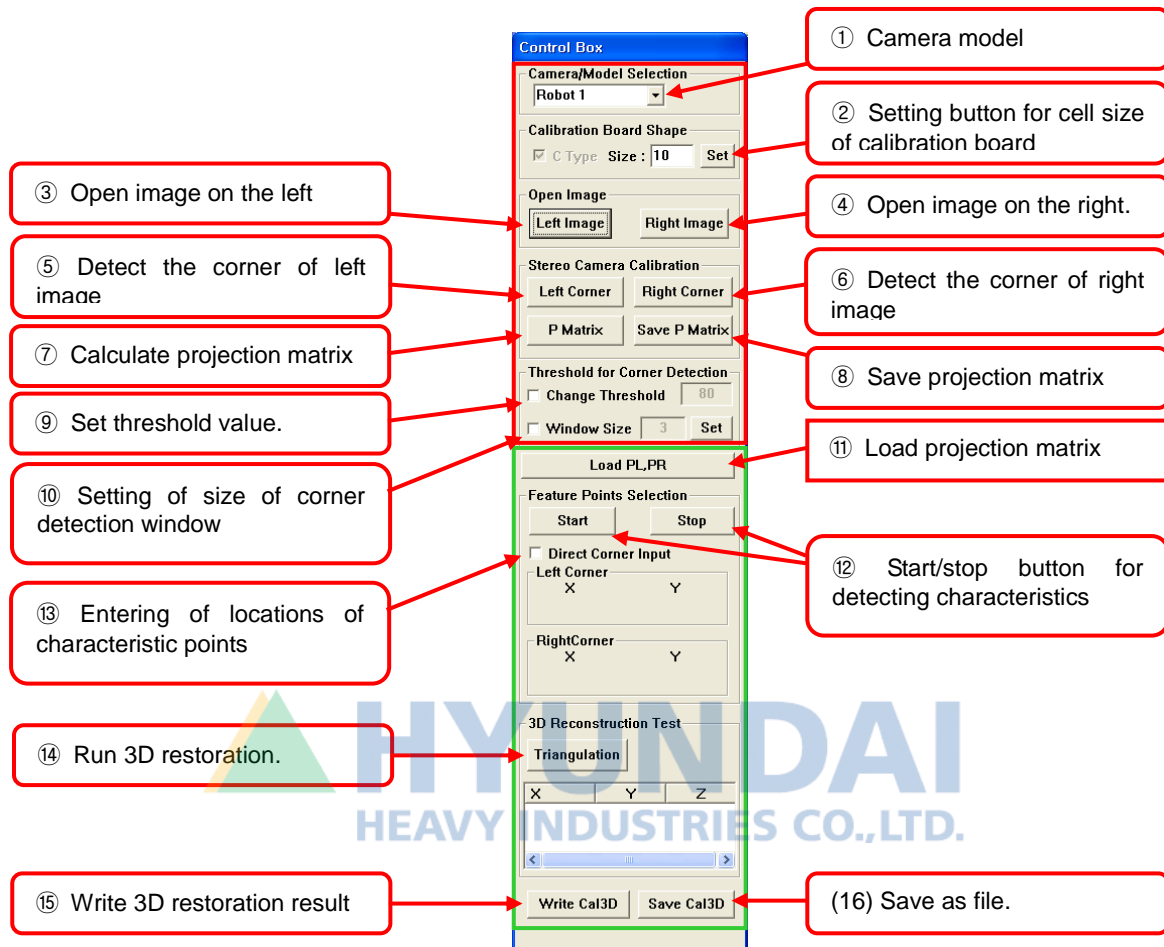 Control Box
Camera/Model Selection
Robot 1
Calibration Board Shape
C Type Size : 10 Set
Open Image
Left Image Right Image
Stereo Camera Calibration
Left Corner Right Corner
P Matrix Save P Matrix
Threshold for Corner Detection
Change Threshold 80
Window Size 3 Set
Load PL,PR
Feature Points Selection
Start Stop
Direct Corner Input
Left Corner
X Y
RightCorner
X Y
3D Reconstruction Test
Triangulation
X Y Z
Write Cal3D Save Cal3D
① Camera model
② Setting button for cell size
of calibration board
③ Open image on the left
④ Open image on the right.
⑤ Detect the corner of left
image
⑥ Detect the corner of right
image
⑦ Calculate projection matrix
⑧ Save projection matrix
⑨ Set threshold value.
⑩ Setting of size of corner
detection window
⑪ Load projection matrix
⑫ Start/stop button for
detecting characteristics
⑬ Entering of locations of
characteristic points
⑭ Run 3D restoration.
⑮ Write 3D restoration result
(16) Save as file.
HYUNDAI
HEAVY INDUSTRIES CO.,LTD.